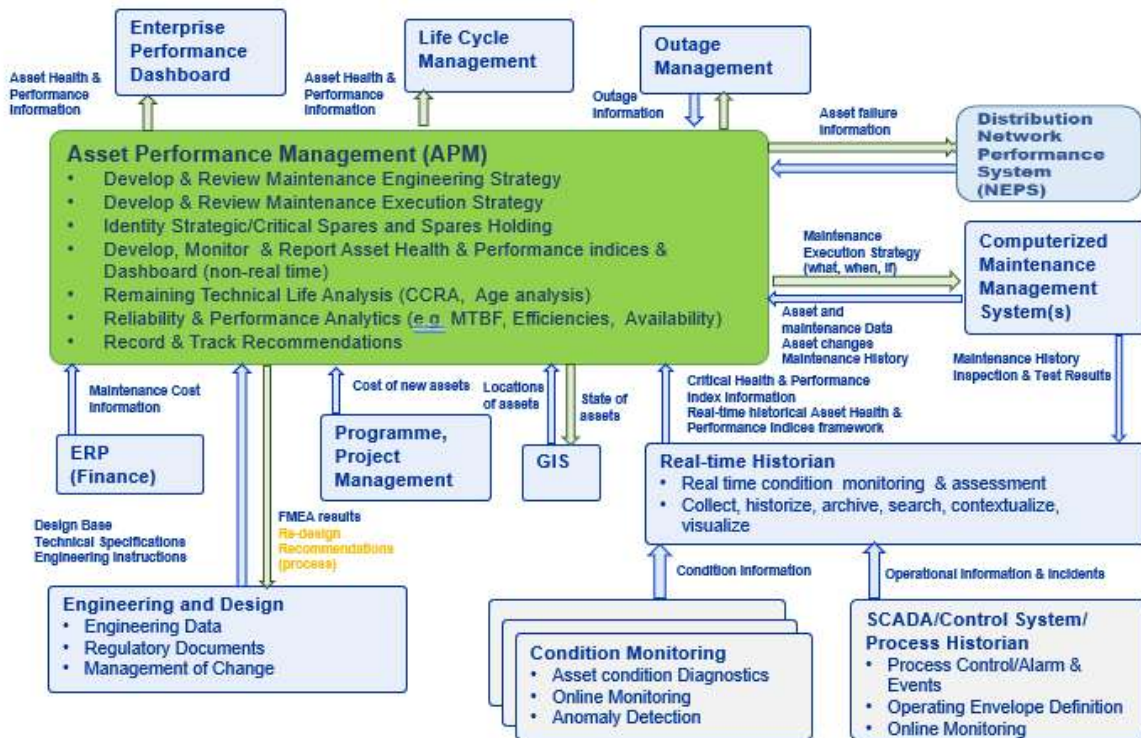 Enterprise
Performance
Dashboard
Life Cycle
Management
Outage
Management
Asset Health &
Performance
Information
Asset Health &
Performance
Information
Outage
Information
Asset failure
Information
Distribution
Network
Performance
System
(NEPS)
Asset Performance Management (APM)
• Develop & Review Maintenance Engineering Strategy
• Develop & Review Maintenance Execution Strategy
• Identity Strategic/Critical Spares and Spares Holding
• Develop, Monitor & Report Asset Health & Performance indices &
Dashboard (non-real time)
• Remaining Technical Life Analysis (CCRA, Age analysis)
• Reliability & Performance Analytics (e.g. MTBF, Efficiencies, Availability)
• Record & Track Recommendations
Maintenance
Execution Strategy
(what, when, if)
Computerized
Maintenance
Management
System(s)
Asset and
maintenance Data
Asset changes
Maintenance History
Maintenance Cost
Information
Cost of new assets
Locations
of assets
State of
assets
Critical Health & Performance
Index Information
Real-time historical Asset Health &
Performance Indices framework
Maintenance History
Inspection & Test Results
ERP
(Finance)
Programme,
Project
Management
GIS
Real-time Historian
• Real time condition monitoring & assessment
• Collect, historize, archive, search, contextualize,
visualize
Design Base
Technical Specifications
Engineering Instructions
FMEA results
Re-design
Recommendations
(process)
Condition Information
Operational Information & Incidents
Engineering and Design
• Engineering Data
• Regulatory Documents
• Management of Change
Condition Monitoring
• Asset condition Diagnostics
• Online Monitoring
• Anomaly Detection
SCADA/Control System/
Process Historian
• Process Control/Alarm &
Events
• Operating Envelope Definition
• Online Monitoring